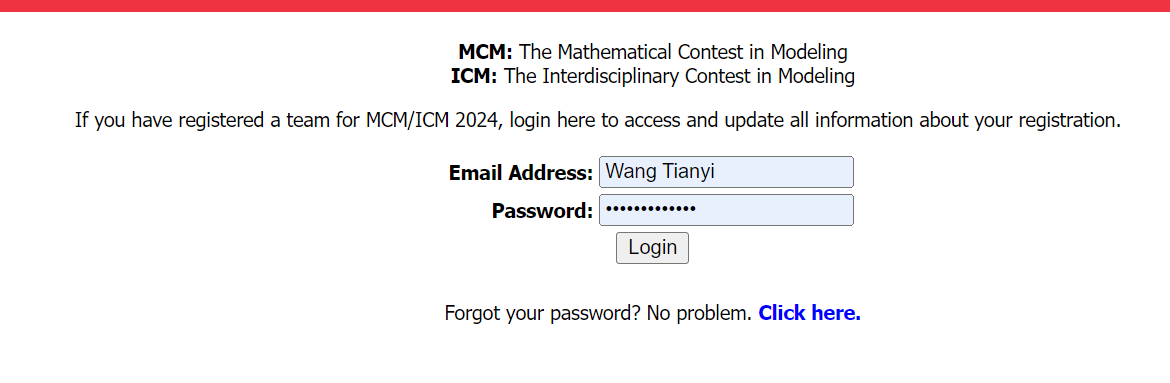 MCM: The Mathematical Contest in Modeling
ICM: The Interdisciplinary Contest in Modeling
If you have registered a team for MCM/ICM 2024, login here to access and update all information about your registration.
Email Address: Wang Tianyi
Password: •••••••••••••
Login
Forgot your password? No problem. Click here.